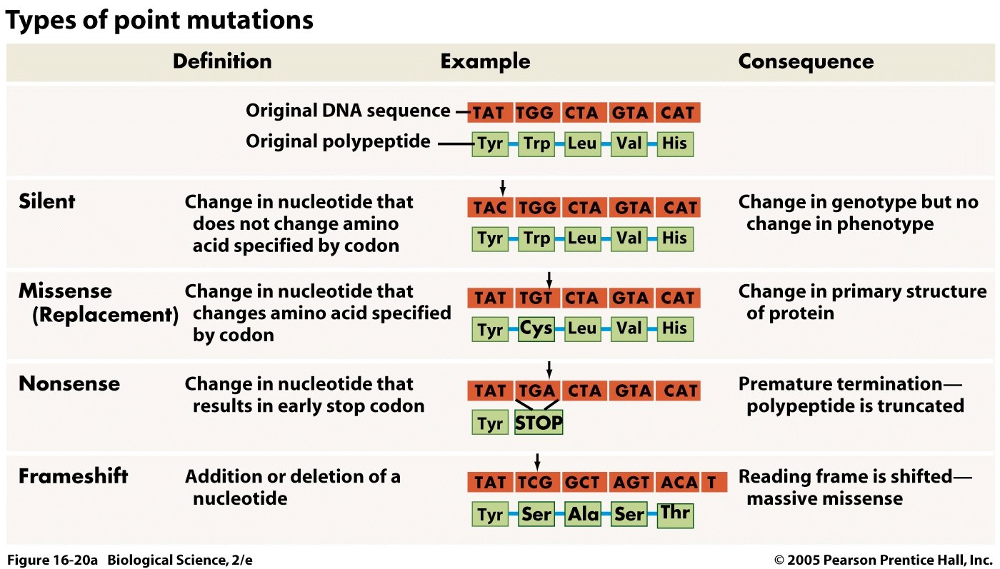 Types of point mutations
Definition Example Consequence
Original DNA sequence TAT TGG CTA GTA CAT
Original polypeptide Tyr Trp Leu Val His
Silent
Change in nucleotide that
does not change amino
acid specified by codon
TAC TGG CTA GTA CAT
Tyr Trp Leu Val His
Change in genotype but no
change in phenotype
Missense
(Replacement)
Change in nucleotide that
changes amino acid specified
by codon
TAT TGT CTA GTA CAT
Tyr Cys Leu Val His
Change in primary structure
of protein
Nonsense
Change in nucleotide that
results in early stop codon
TAT TGA CTA GTA CAT
Tyr STOP
Premature termination—
polypeptide is truncated
Frameshift
Addition or deletion of a
nucleotide
TAT TCG GCT AGT ACA T
Tyr Ser Ala Ser Thr
Reading frame is shifted—
massive missense
Figure 16-20a Biological Science, 2/e
© 2005 Pearson Prentice Hall, Inc.